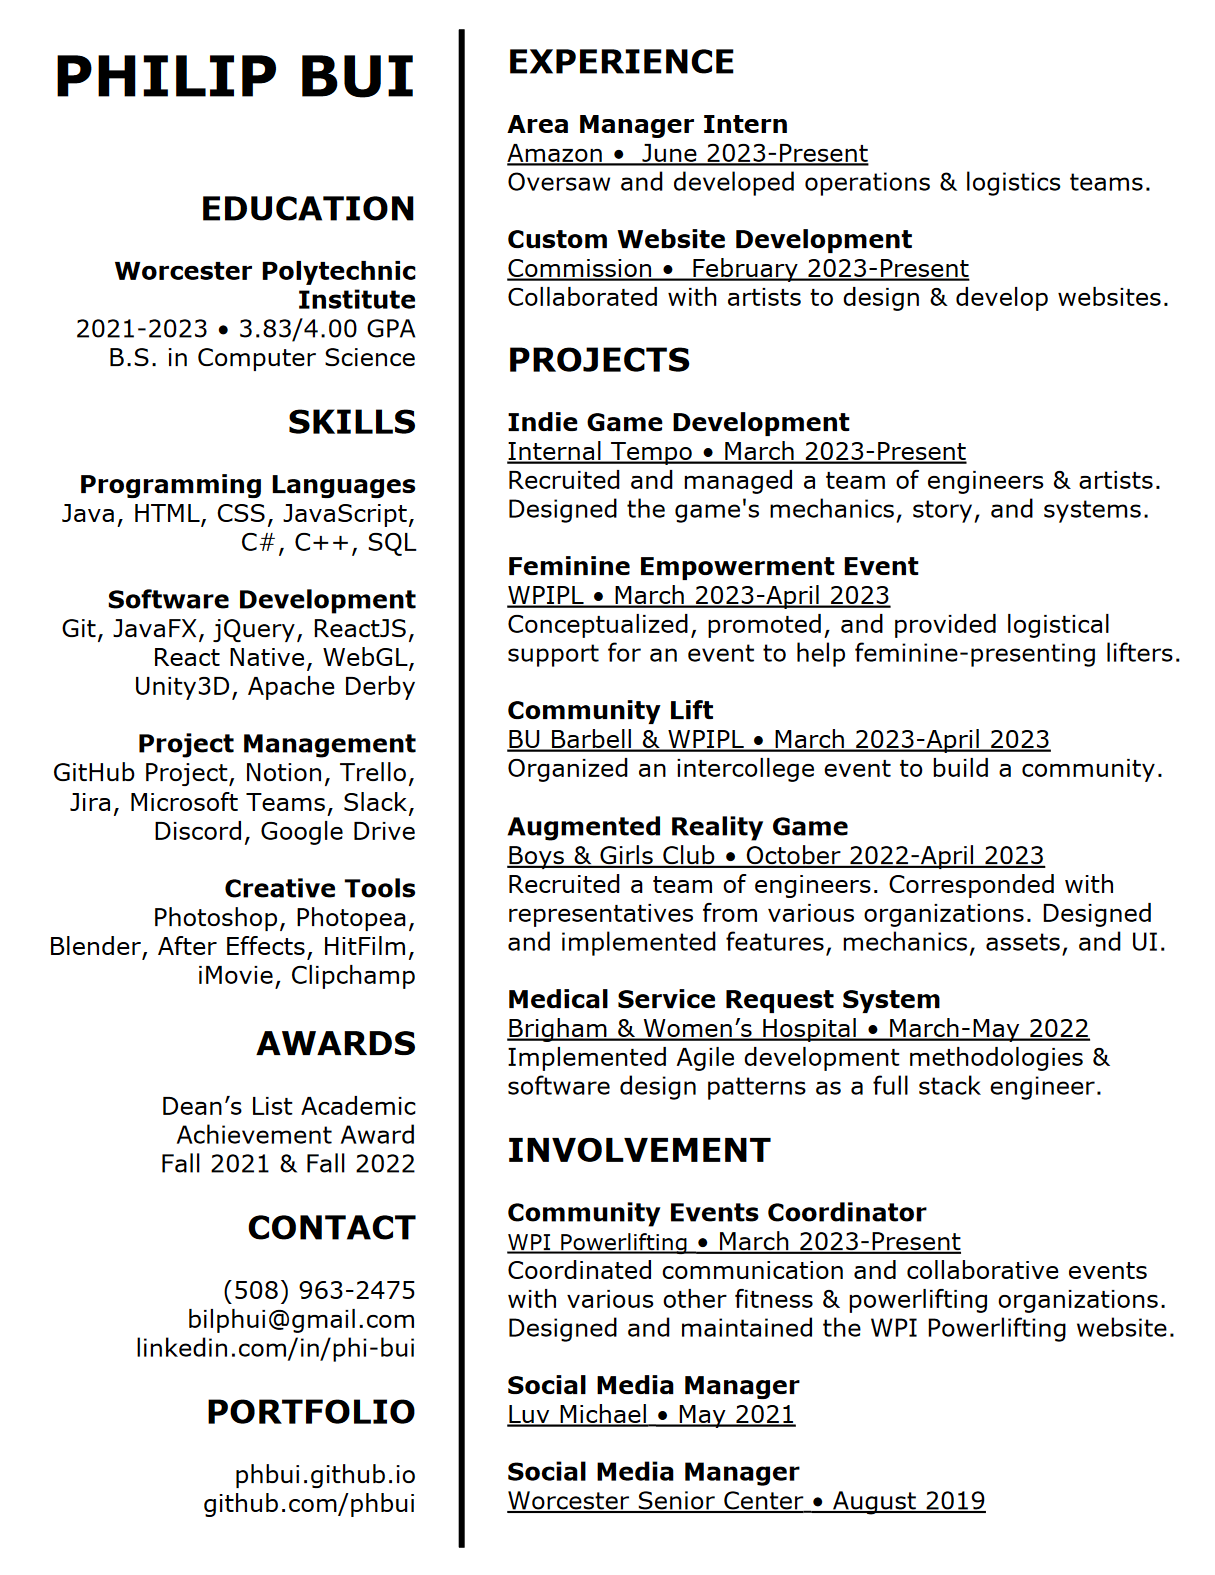 PHILIP BUI
EDUCATION
Worcester Polytechnic
Institute
2021-2023 • 3.83/4.00 GPA
B.S. in Computer Science
SKILLS
Programming Languages
Java, HTML, CSS, JavaScript,
C#, C++, SQL
Software Development
Git, JavaFX, jQuery, ReactJS,
React Native, WebGL,
Unity3D, Apache Derby
Project Management
GitHub Project, Notion, Trello,
Jira, Microsoft Teams, Slack,
Discord, Google Drive
Creative Tools
Photoshop, Photopea,
Blender, After Effects, HitFilm,
iMovie, Clipchamp
AWARDS
Dean’s List Academic
Achievement Award
Fall 2021 & Fall 2022
CONTACT
(508) 963-2475
bilphui@gmail.com
linkedin.com/in/phi-bui
PORTFOLIO
phbui.github.io
github.com/phbui
EXPERIENCE
Area Manager Intern
Amazon • June 2023-Present
Oversaw and developed operations & logistics teams.
Custom Website Development
Commission • February 2023-Present
Collaborated with artists to design & develop websites.
PROJECTS
Indie Game Development
Internal Tempo • March 2023-Present
Recruited and managed a team of engineers & artists.
Designed the game's mechanics, story, and systems.
Feminine Empowerment Event
WPIPL • March 2023-April 2023
Conceptualized, promoted, and provided logistical
support for an event to help feminine-presenting lifters.
Community Lift
BU Barbell & WPIPL • March 2023-April 2023
Organized an intercollege event to build a community.
Augmented Reality Game
Boys & Girls Club • October 2022-April 2023
Recruited a team of engineers. Corresponded with
representatives from various organizations. Designed
and implemented features, mechanics, assets, and UI.
Medical Service Request System
Brigham & Women’s Hospital • March-May 2022
Implemented Agile development methodologies &
software design patterns as a full stack engineer.
INVOLVEMENT
Community Events Coordinator
WPI Powerlifting • March 2023-Present
Coordinated communication and collaborative events
with various other fitness & powerlifting organizations.
Designed and maintained the WPI Powerlifting website.
Social Media Manager
Luv Michael • May 2021
Social Media Manager
Worcester Senior Center • August 2019